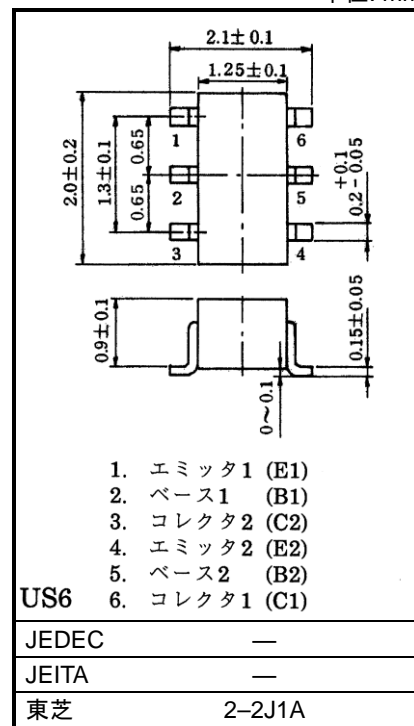 2.1±0.1
1.25±0.1
2.0±0.2
1.3±0.1
0.65
0.65
1
2
3
6
5
4
+0.1
0.2-0.05
0.9±0.1
0.15±0.05
0~0.1
1. エミッタ1 (E1)
2. ベース1 (B1)
3. コレクタ2 (C2)
4. エミッタ2 (E2)
5. ベース2 (B2)
US6 6. コレクタ1 (C1)
JEDEC —
JEITA —
東芝 2–2J1A